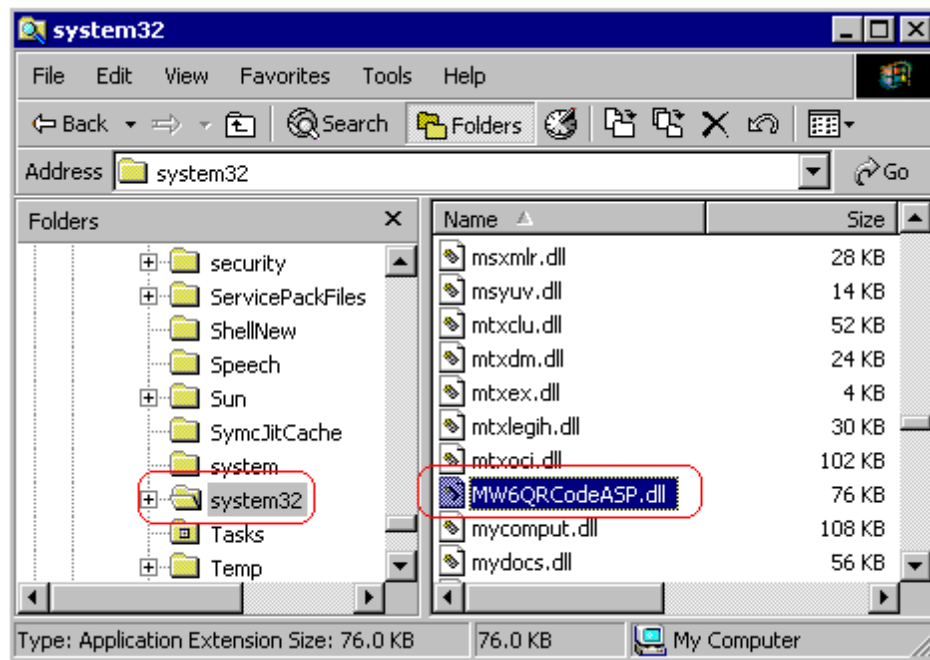 system32
File Edit View Favorites Tools Help
Back Search Folders
Address system32 Go
Folders
security
ServicePackFiles
ShellNew
Speech
Sun
SymcJitCache
system
system32
Tasks
Temp
Name Size
msxmlr.dll 28 KB
msyuv.dll 14 KB
mtxclu.dll 52 KB
mtxdm.dll 24 KB
mtxex.dll 4 KB
mtxlegih.dll 30 KB
mtxoci.dll 102 KB
MW6QRCodeASP.dll 76 KB
mycomput.dll 108 KB
mydocs.dll 56 KB
Type: Application Extension Size: 76.0 KB 76.0 KB My Computer